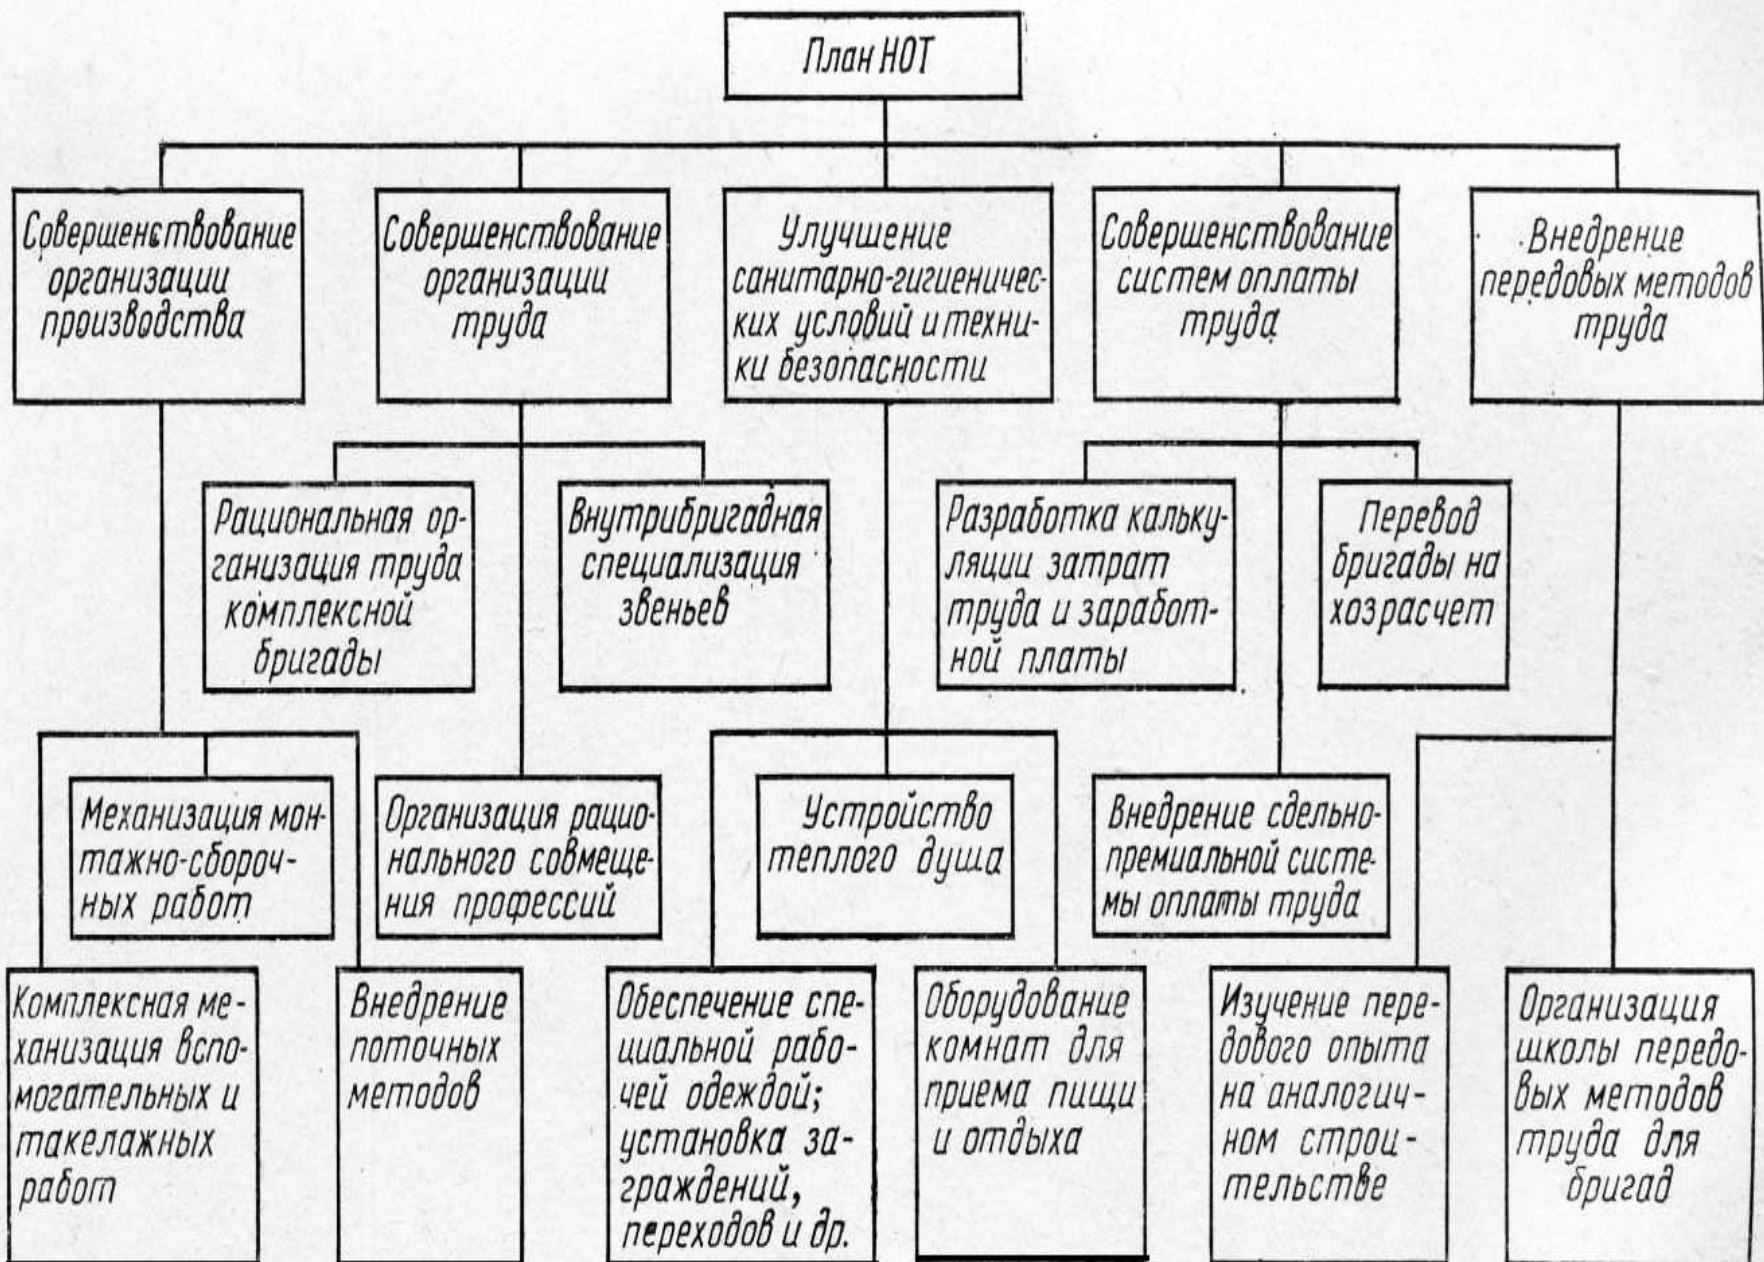 План НОТ
Совершенствование
организации
производства
Совершенствование
организации
труда
Улучшение
санитарно-гигиеничес-
ких условий и техни-
ки безопасности
Совершенствование
систем оплаты
труда
Внедрение
передовых методов
труда
Рациональная ор-
ганизация труда
комплексной
бригады
Внутрибригадная
специализация
звеньев
Разработка кальку-
ляции затрат
труда и заработ-
ной платы
Перевод
бригады на
хозрасчет
Механизация мон-
тажно-сбороч-
ных работ
Организация рацио-
нального совмеще-
ния профессий
Устройство
теплого душа
Внедрение сдельно-
премиальной систе-
мы оплаты труда
Комплексная ме-
ханизация вспо-
могательных и
такелажных
работ
Внедрение
поточных
методов
Обеспечение спе-
циальной рабо-
чей одеждой;
установка за-
граждений,
переходов и др.
Оборудование
комнат для
приема пищи
и отдыха
Изучение пере-
дового опыта
на аналогич-
ном строи-
тельстве
Организация
школы передо-
вых методов
труда для
бригад